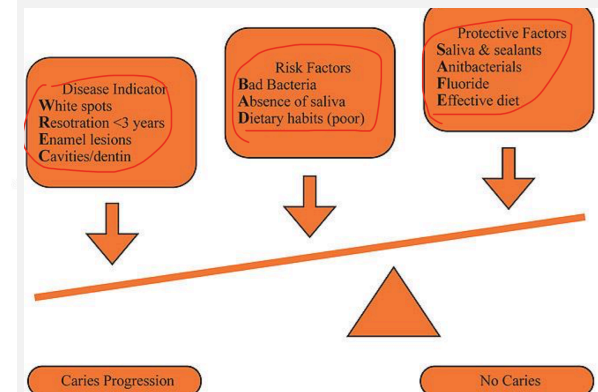 Disease Indicator
White spots
Resotration <3 years
Enamel lesions
Cavities/dentin
Risk Factors
Bad Bacteria
Absence of saliva
Dietary habits (poor)
Protective Factors
Saliva & sealants
Anitbacterials
Fluoride
Effective diet
Caries Progression
No Caries